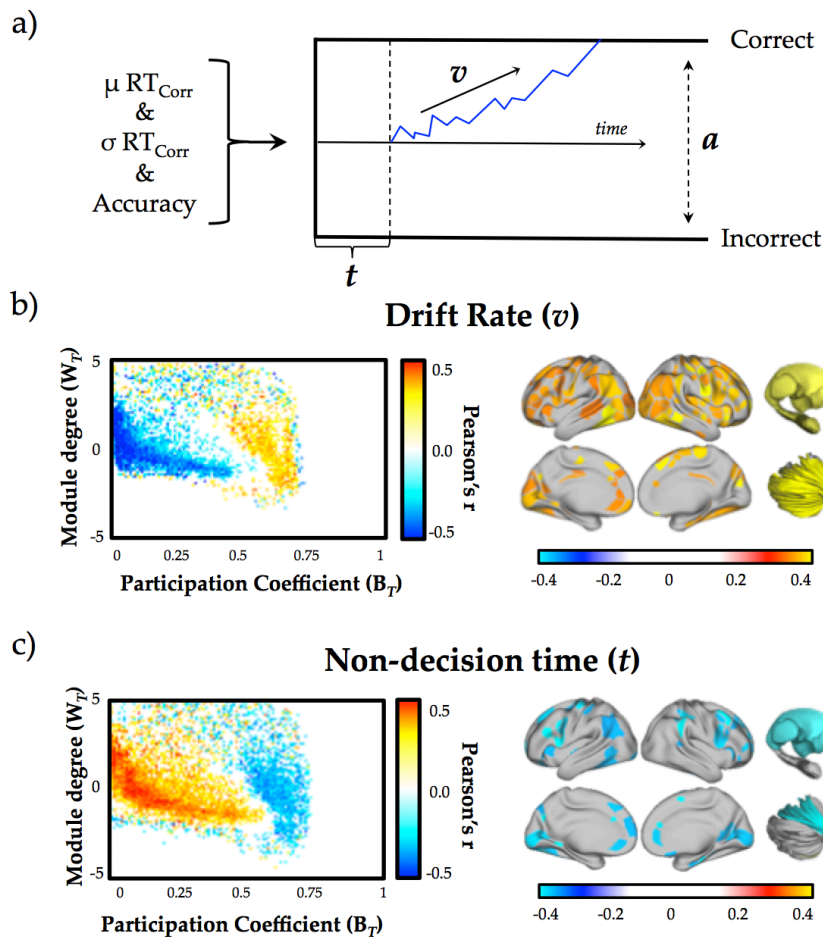 a)
Correct
μ RTCorr
&
σ RTCorr
&
Accuracy
v
time
a
Incorrect
t
b)
Drift Rate (v)
Module degree (WT)
5
0
-5
0 0.25 0.5 0.75 1
Participation Coefficient (BT)
0.5
0.0
-0.5
Pearson's r
-0.4 -0.2 0 0.2 0.4
c)
Non-decision time (t)
Module degree (WT)
5
0
-5
0 0.25 0.5 0.75 1
Participation Coefficient (BT)
0.5
0.0
-0.5
Pearson's r
-0.4 -0.2 0 0.2 0.4